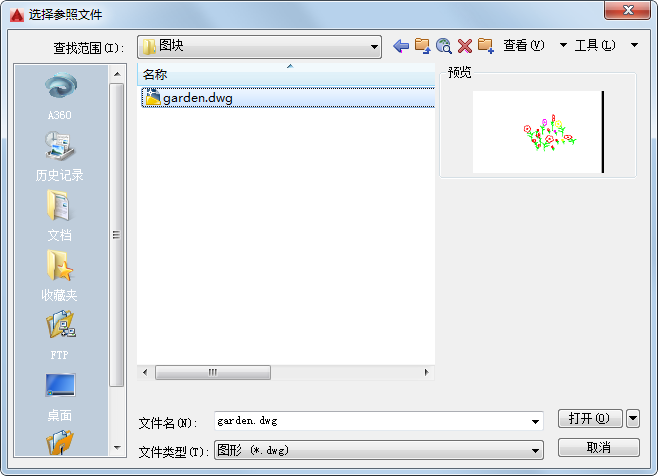 选择参照文件
查找范围(I):
图块
查看(V)
工具(L)
名称
预览
garden.dwg
A360
历史记录
文档
收藏夹
FTP
桌面
文件名(N):
garden.dwg
打开(O)
文件类型(T):
图形 (*.dwg)
取消